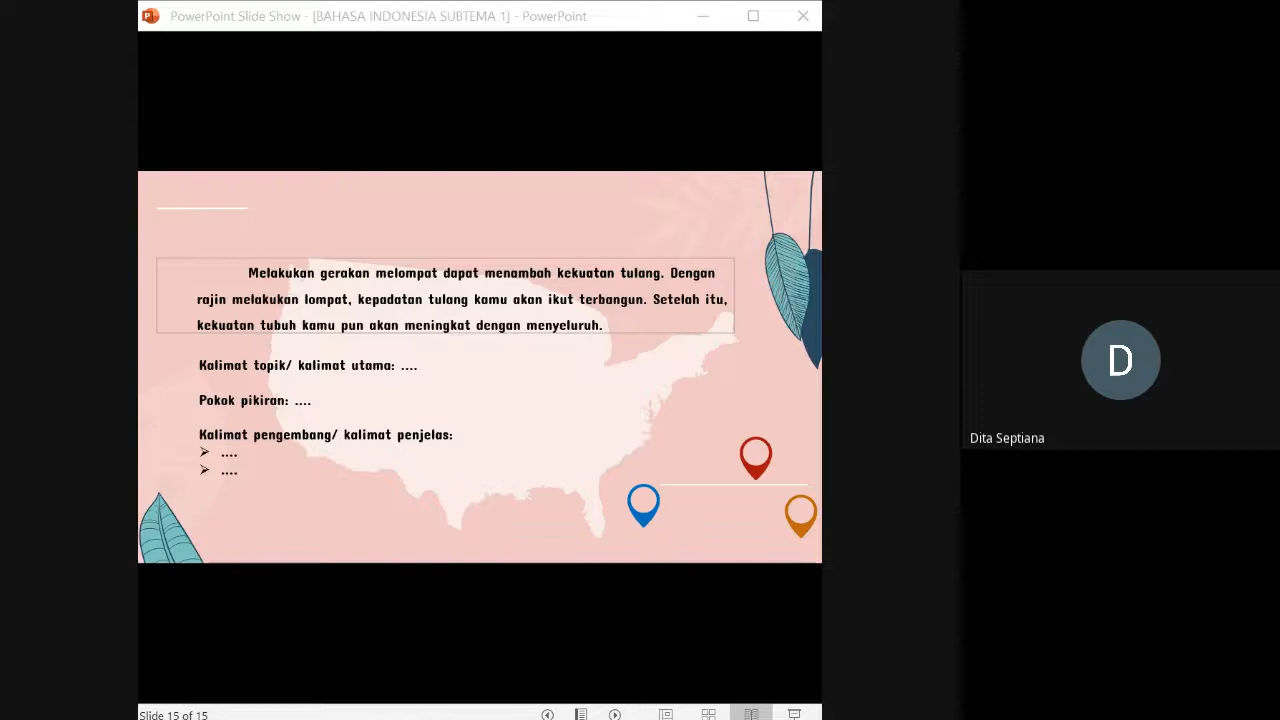 PowerPoint Slide Show - [BAHASA INDONESIA SUBTEMA 1] - PowerPoint
Melakukan gerakan melompat dapat menambah kekuatan tulang. Dengan
rajin melakukan lompat, kepadatan tulang kamu akan ikut terbangun. Setelah itu,
kekuatan tubuh kamu pun akan meningkat dengan menyeluruh.
Kalimat topik/ kalimat utama: ....
Pokok pikiran: ....
Kalimat pengembang/ kalimat penjelas:
➢ ....
➢ ....
D
Dita Septiana
Slide 15 of 15